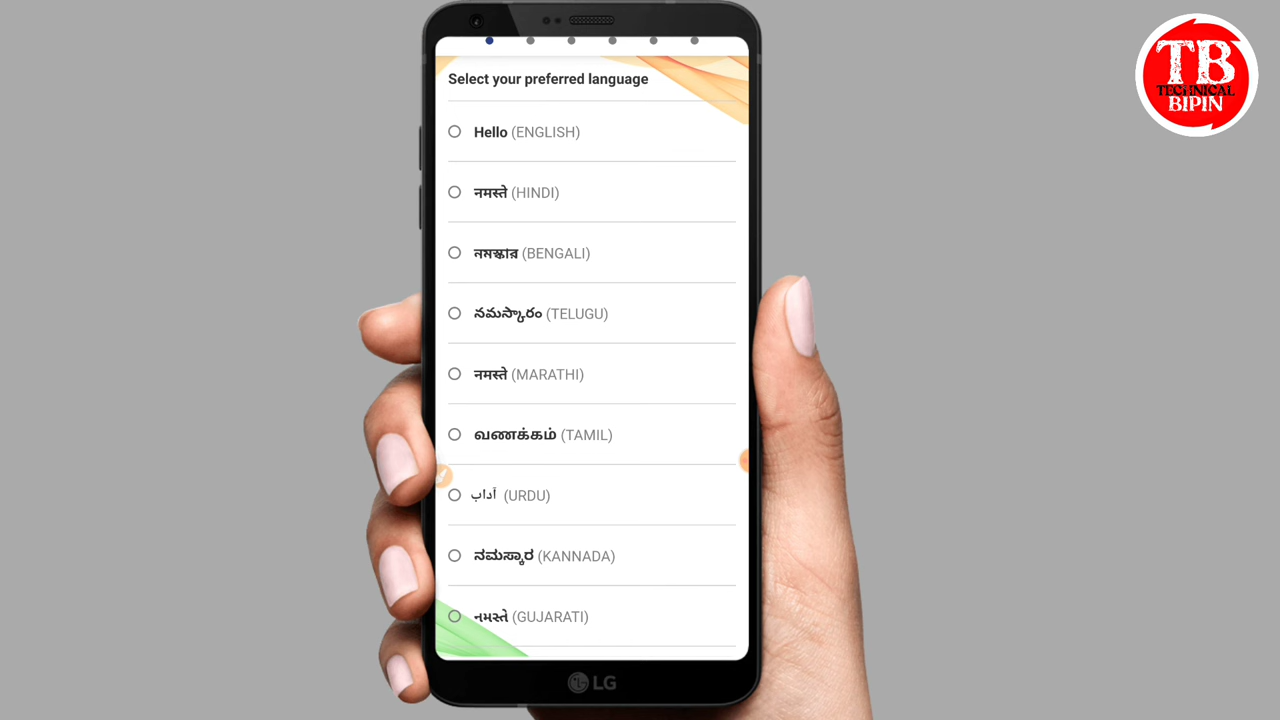 Select your preferred language
Hello (ENGLISH)
नमस्ते (HINDI)
নমস্কার (BENGALI)
నమస్కారం (TELUGU)
नमस्ते (MARATHI)
வணக்கம் (TAMIL)
آداب (URDU)
ನಮಸ್ಕಾರ (KANNADA)
નમસ્તે (GUJARATI)
LG
TB
TECHNICAL
BIPIN